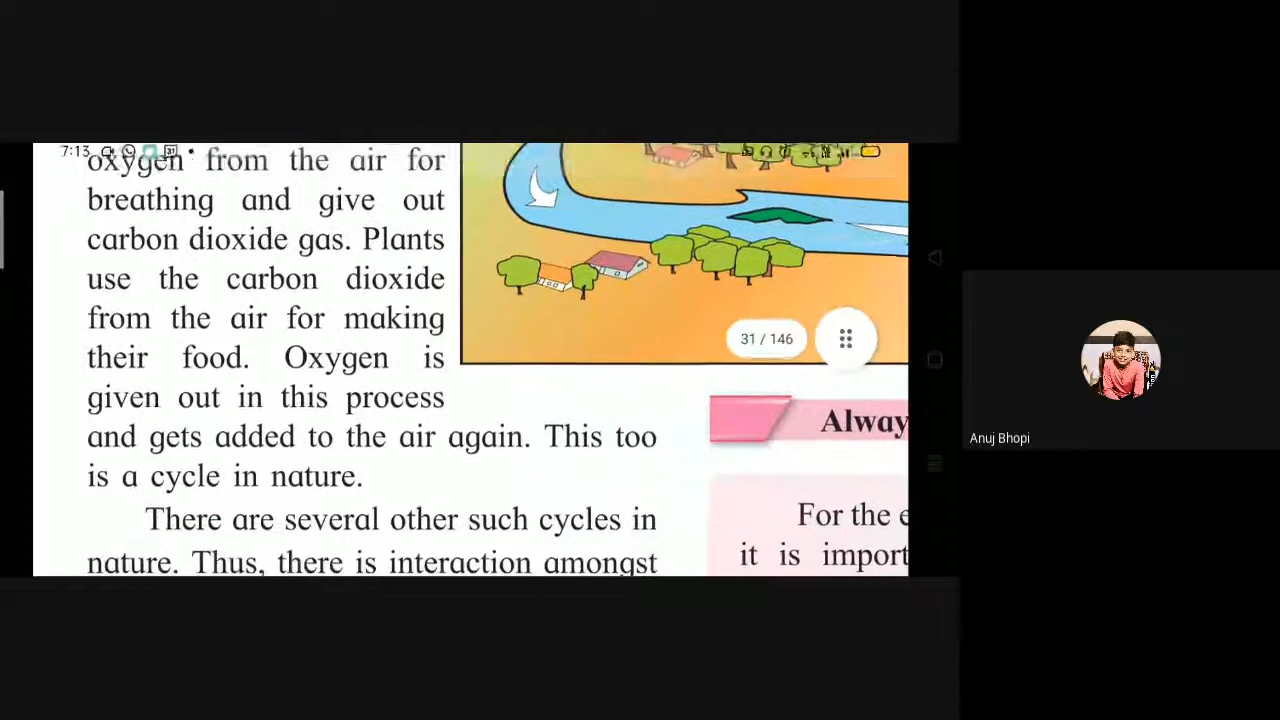 7:13
oxygen from the air for
breathing and give out
carbon dioxide gas. Plants
use the carbon dioxide
from the air for making
their food. Oxygen is
given out in this process
and gets added to the air again. This too
is a cycle in nature.
There are several other such cycles in
nature. Thus, there is interaction amongst
31 / 146
Alway
For the e
it is import
Anuj Bhopi